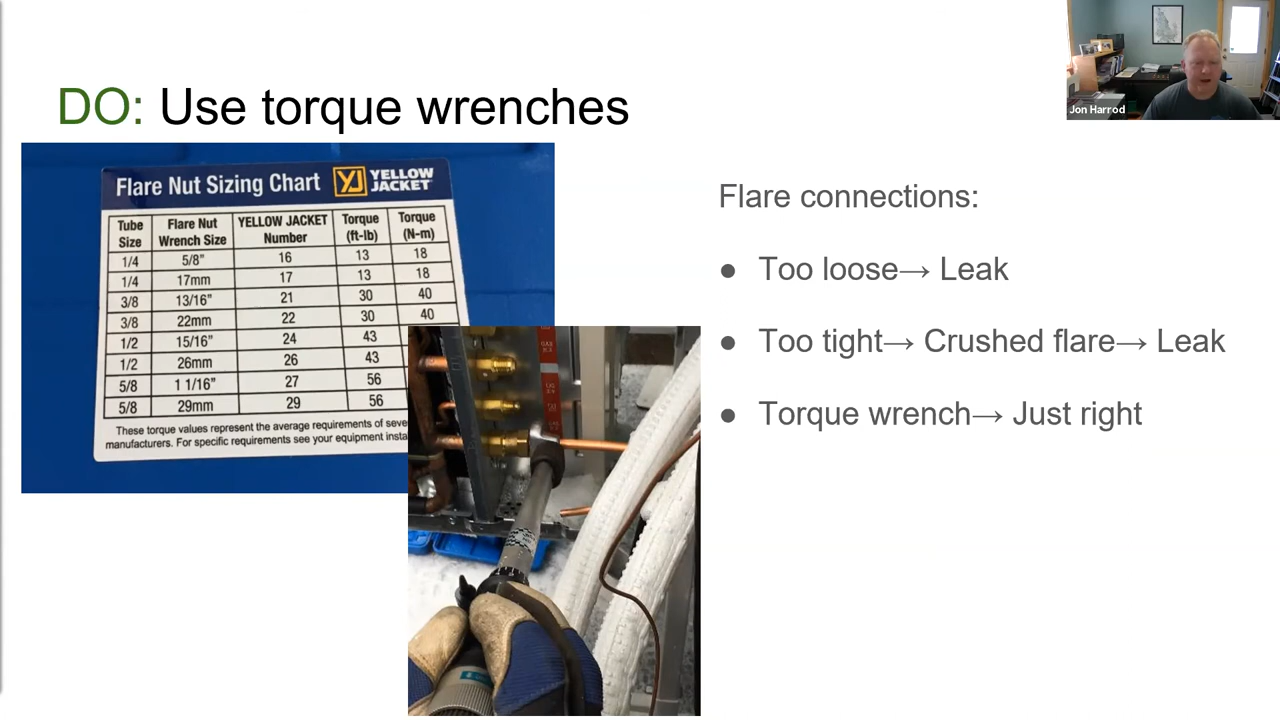 Jon Harrod
DO: Use torque wrenches
Flare Nut Sizing Chart YJ YELLOW JACKET
Tube Size Flare Nut Wrench Size YELLOW JACKET Number Torque (ft-lb) Torque (N-m)
1/4 5/8" 16 13 18
1/4 17mm 17 13 18
3/8 13/16" 21 30 40
3/8 22mm 22 30 40
1/2 15/16" 24 43
1/2 26mm 26 43
5/8 1 1/16" 27 56
5/8 29mm 29 56
These torque values represent the average requirements of
manufacturers. For specific requirements see your equipment
Flare connections:
● Too loose→ Leak
● Too tight→ Crushed flare→ Leak
● Torque wrench→ Just right